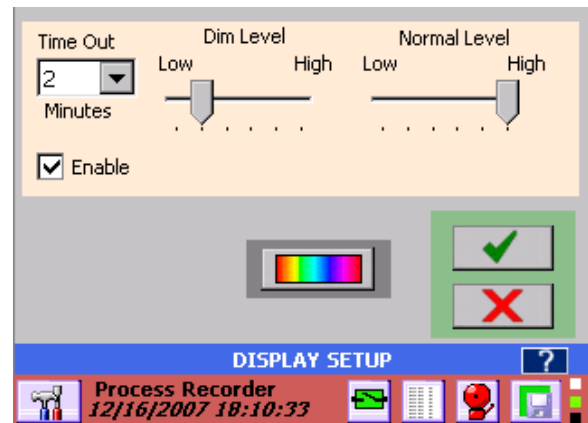 Time Out
Dim Level
Normal Level
Low High
Low High
2
Minutes
Enable
DISPLAY SETUP ?
Process Recorder
12/16/2007 18:10:33